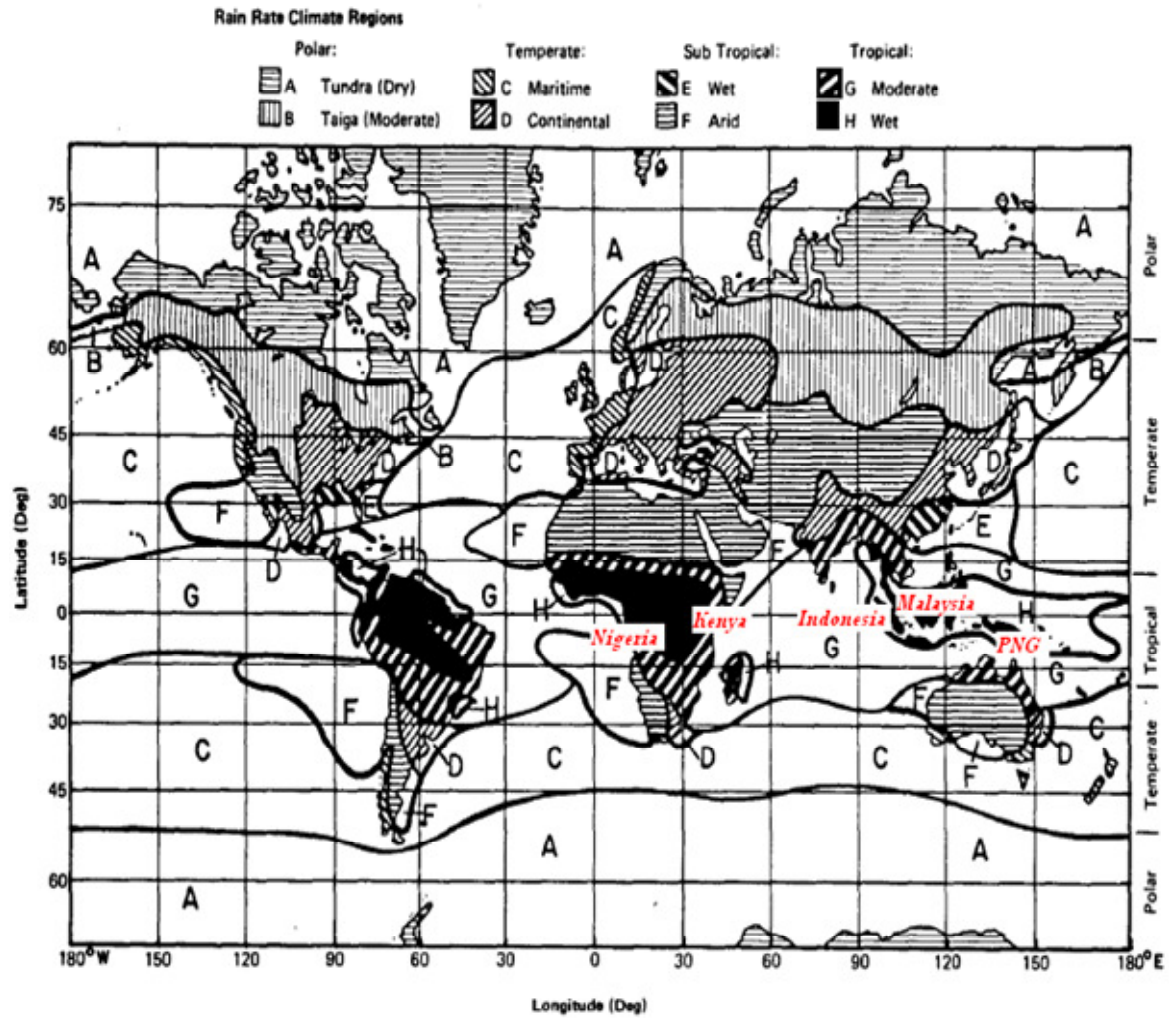 Rain Rate Climate Regions
Polar: Temperate: Sub Tropical: Tropical:
A Tundra (Dry) C Maritime E Wet G Moderate
B Taiga (Moderate) D Continental F Arid H Wet
75
A A A Polar
C
60
B D A B
A
45
C B C D D C Temperate
30
F E F F E
15
D H G
G G H
0
H Nigeria Kenya Indonesia Malaysia H Tropical
G PNG
15
F H F H F G
30
C D C D C F D C Temperate
45
F
A A
60
A Polar
180°W 150 120 90 60 30 0 30 60 90 120 150 180°E
Latitude (Deg)
Longitude (Deg)